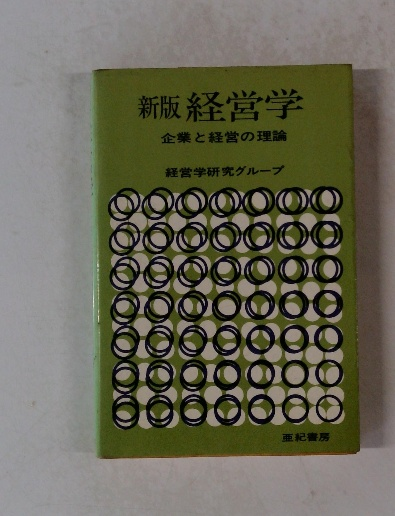 新版 経営学
企業と経営の理論
経営学研究グループ
亜紀書房